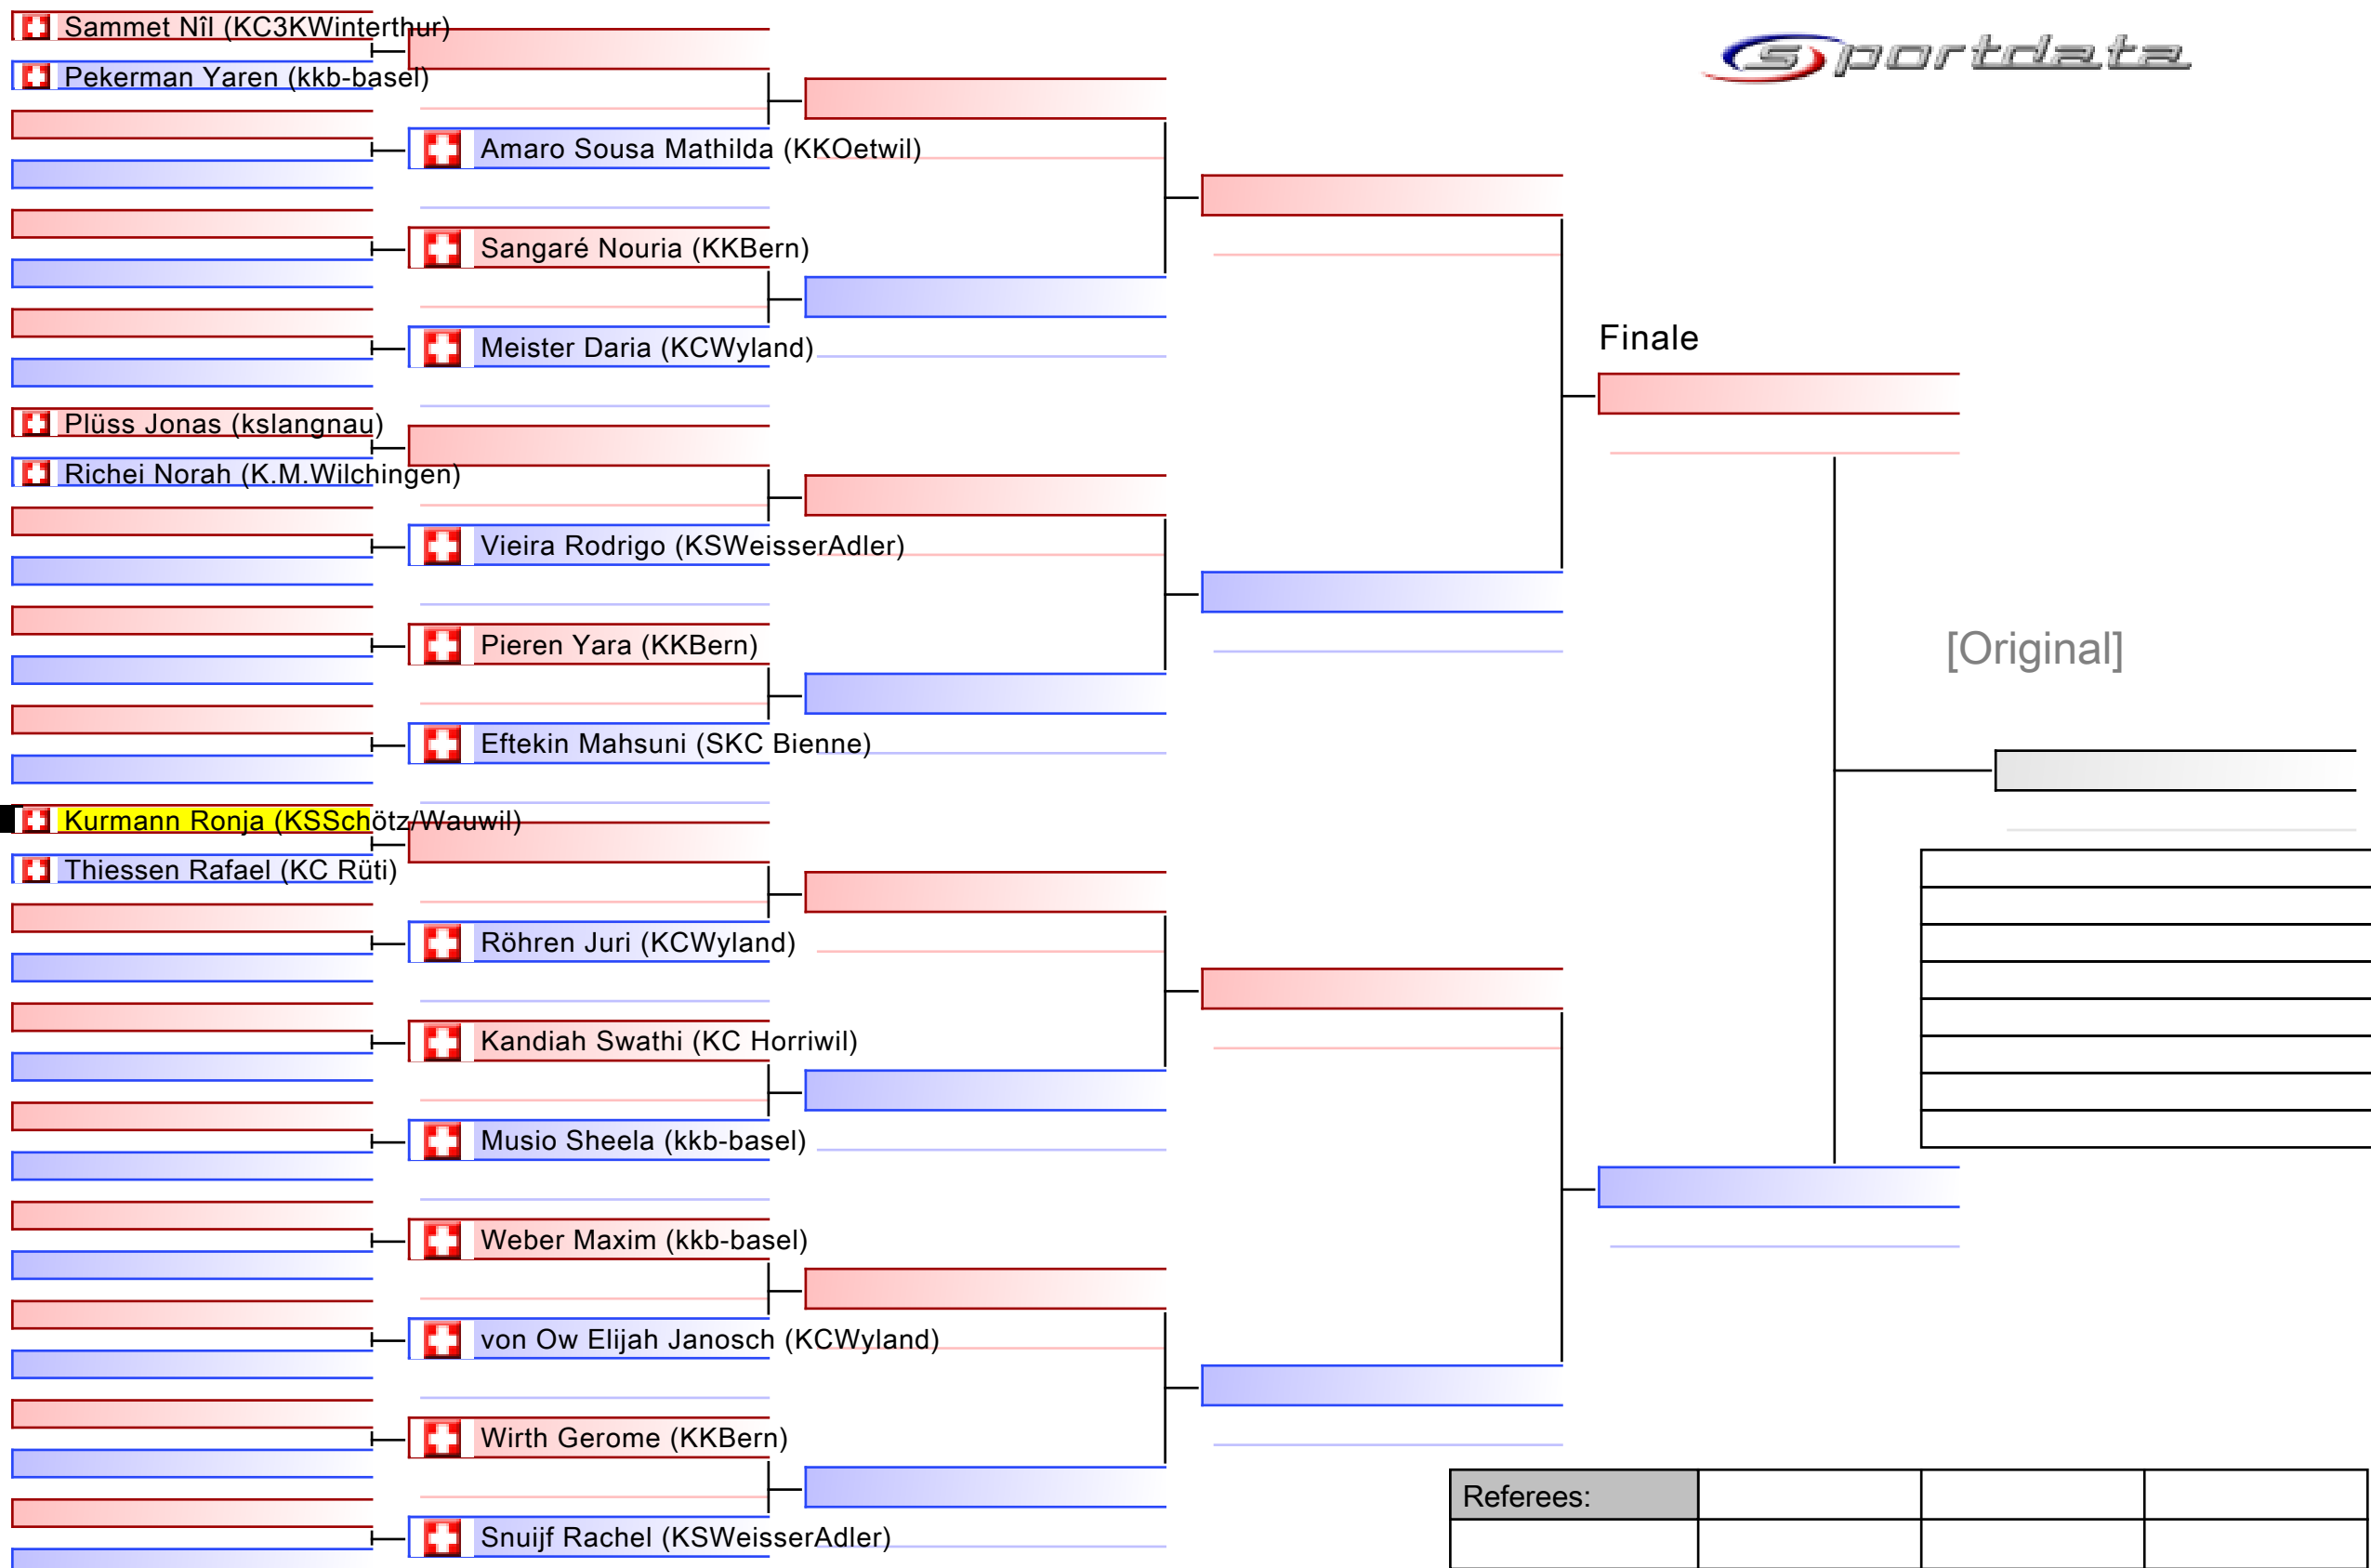 Sammet Nîl (KC3KWinterthur)
Pekerman Yaren (kkb-basel)
Amaro Sousa Mathilda (KKOetwil)
Sangaré Nouria (KKBern)
Meister Daria (KCWyland)
Plüss Jonas (kslangnau)
Richei Norah (K.M.Wilchingen)
Vieira Rodrigo (KSWeisserAdler)
Pieren Yara (KKBern)
Eftekin Mahsuni (SKC Bienne)
Kurmann Ronja (KSSchötz/Wauwil)
Thiessen Rafael (KC Rüti)
Röhren Juri (KCWyland)
Kandiah Swathi (KC Horriwil)
Musio Sheela (kkb-basel)
Weber Maxim (kkb-basel)
von Ow Elijah Janosch (KCWyland)
Wirth Gerome (KKBern)
Snuijf Rachel (KSWeisserAdler)
sportdata
Finale
[Original]
Referees: